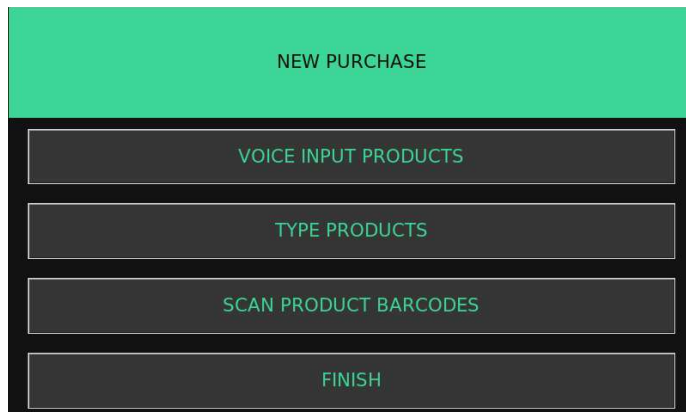 NEW PURCHASE
VOICE INPUT PRODUCTS
TYPE PRODUCTS
SCAN PRODUCT BARCODES
FINISH